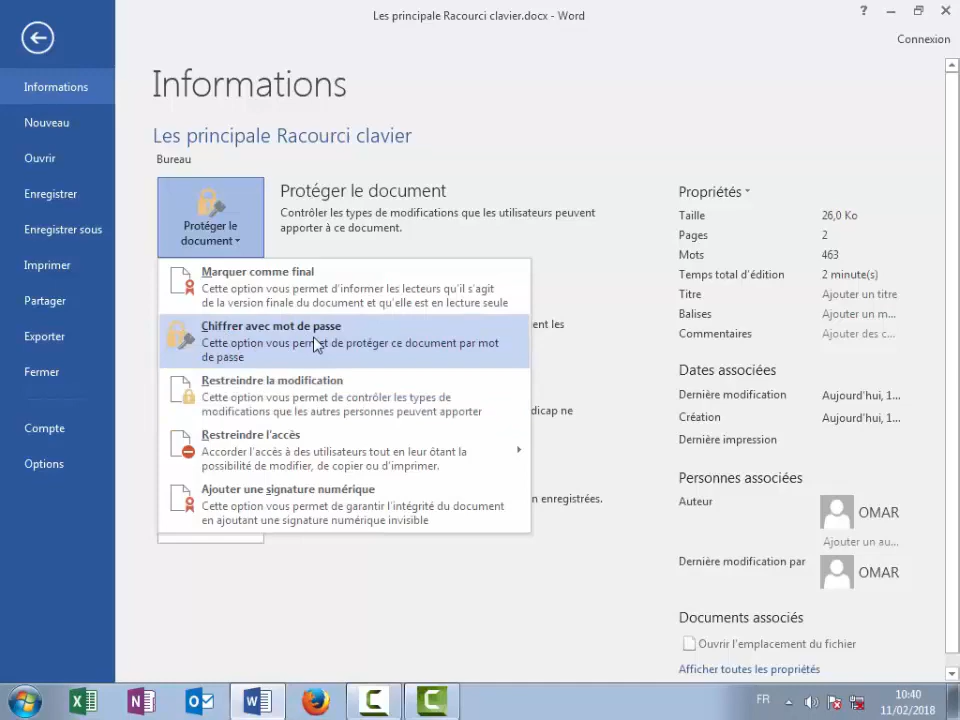 Les principale Racourci clavier.docx - Word
?
Connexion
Informations
Nouveau
Ouvrir
Enregistrer
Enregistrer sous
Imprimer
Partager
Exporter
Fermer
Compte
Options
Informations
Les principale Racourci clavier
Bureau
Protéger le
document
Protéger le document
Contrôler les types de modifications que les utilisateurs peuvent
apporter à ce document.
Marquer comme final
Cette option vous permet d'informer les lecteurs qu'il s'agit
de la version finale du document et qu'elle est en lecture seule
Chiffrer avec mot de passe
Cette option vous permet de protéger ce document par mot
de passe
Restreindre la modification
Cette option vous permet de contrôler les types de
modifications que les autres personnes peuvent apporter
Restreindre l'accès
Accorder l'accès à des utilisateurs tout en leur ôtant la
possibilité de modifier, de copier ou d'imprimer.
Ajouter une signature numérique
Cette option vous permet de garantir l'intégrité du document
en ajoutant une signature numérique invisible
ent les
dicap ne
n enregistrées.
Propriétés
Taille 26,0 Ko
Pages 2
Mots 463
Temps total d'édition 2 minute(s)
Titre Ajouter un titre
Balises Ajouter un m...
Commentaires Ajouter des c...
Dates associées
Dernière modification Aujourd'hui, 1...
Création Aujourd'hui, 1...
Dernière impression
Personnes associées
Auteur OMAR
Ajouter un au...
Dernière modification par OMAR
Documents associés
Ouvrir l'emplacement du fichier
Afficher toutes les propriétés
FR
10:40
11/02/2018